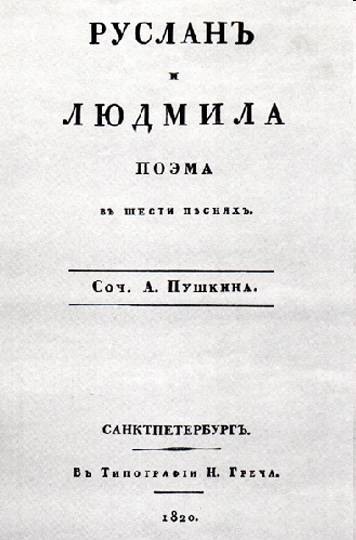 РУСЛАНЪ
И
ЛЮДМИЛА
ПОЭМА
ВЪ ШЕСТИ ПѢСНЯХЪ.
Соч. А. Пушкина.
САНКТПЕТЕРБУРГЪ.
Въ Типографіи Н. Греча.
1820.